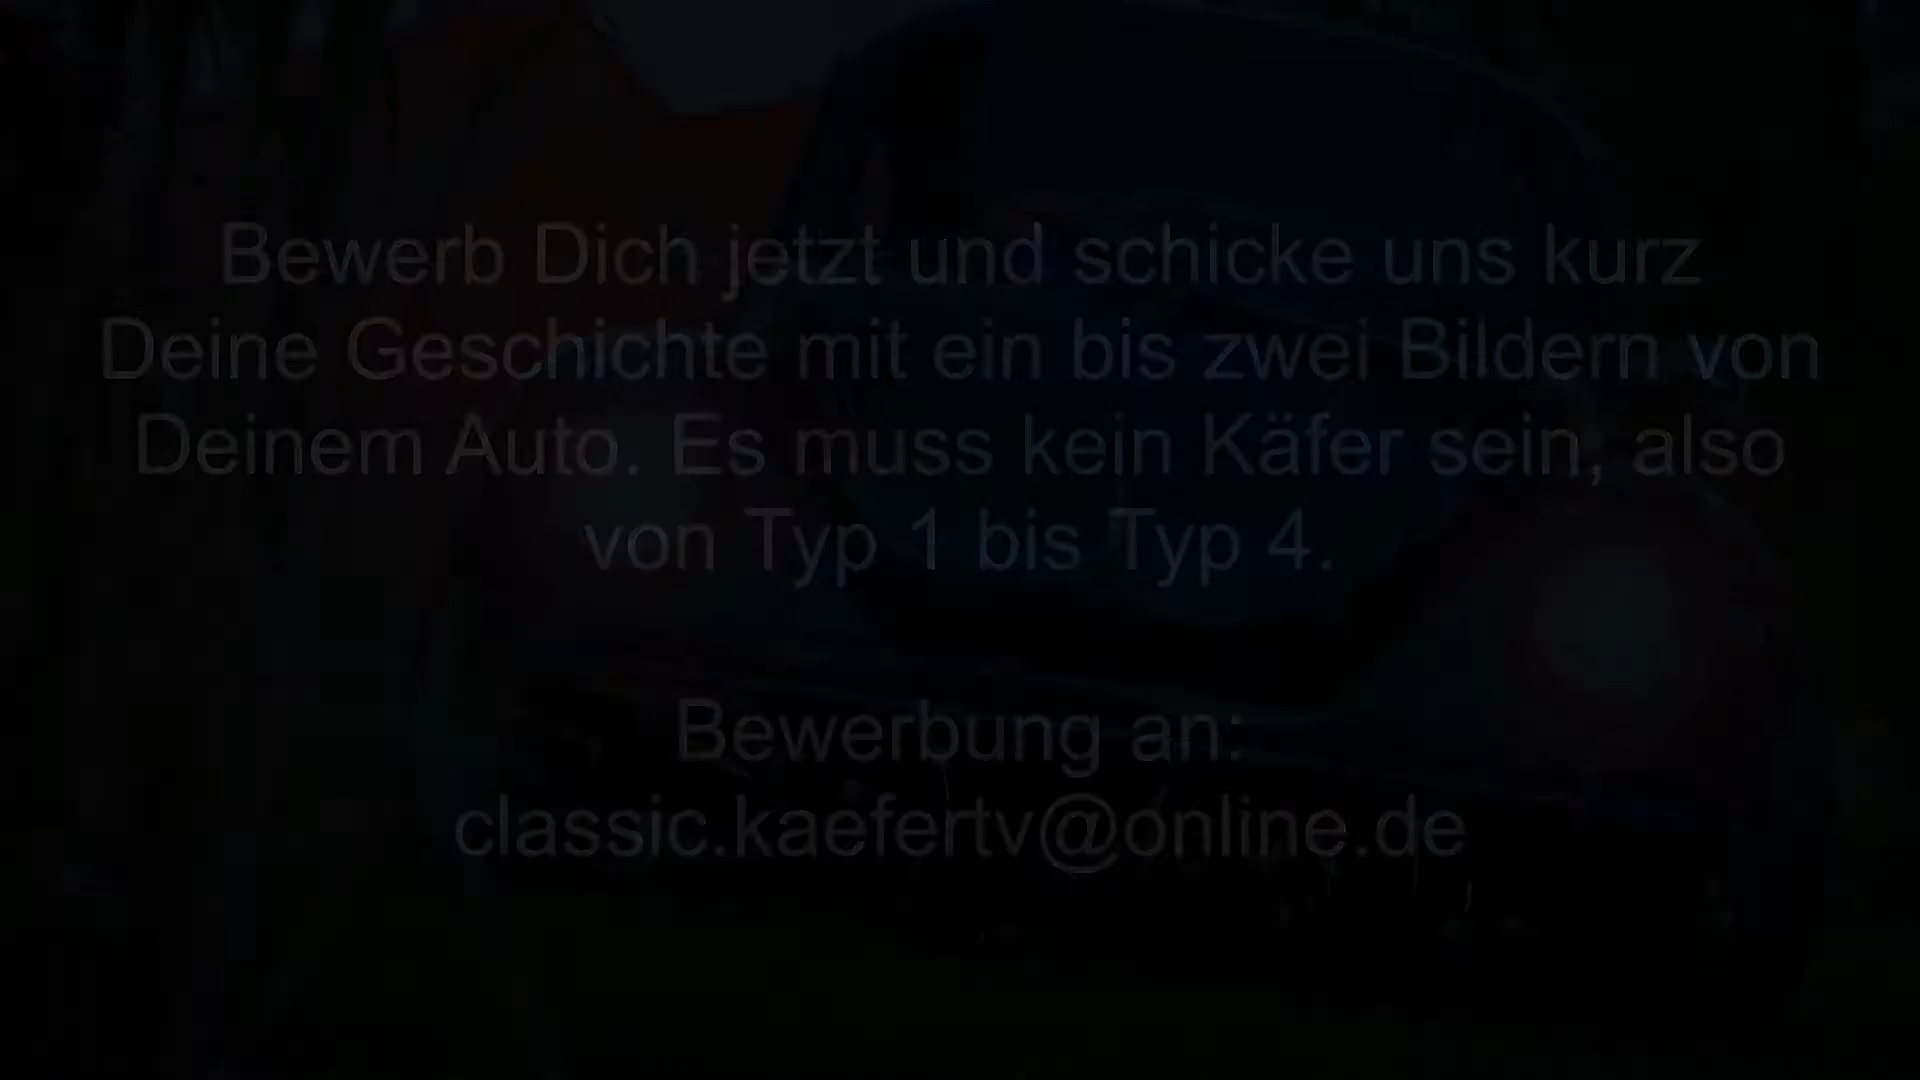 Bewerb Dich jetzt und schicke uns kurz
Deine Geschichte mit ein bis zwei Bildern von
Deinem Auto. Es muss kein Käfer sein, also
von Typ 1 bis Typ 4.
Bewerbung an:
classic.kaefertv@online.de